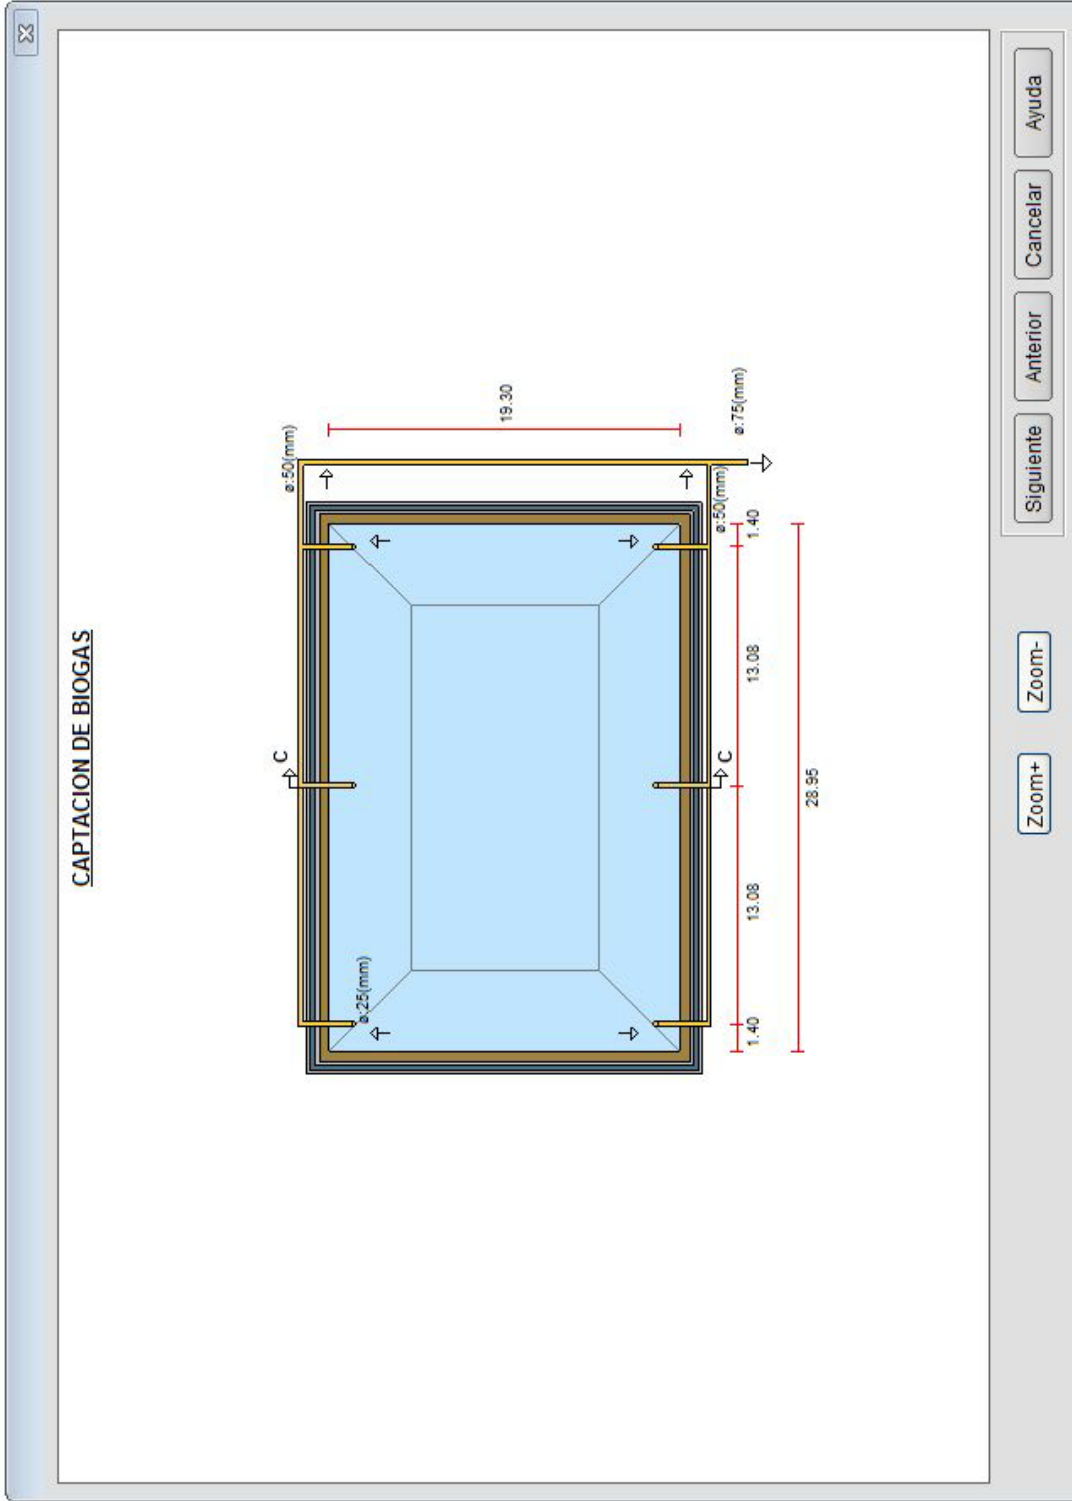 CAPTACION DE BIOGAS
C
ø:50(mm)
ø:25(mm)
19.30
C
ø:50(mm)
ø:75(mm)
1.40
13.08
13.08
1.40
28.95
Zoom+
Zoom-
Siguiente
Anterior
Cancelar
Ayuda